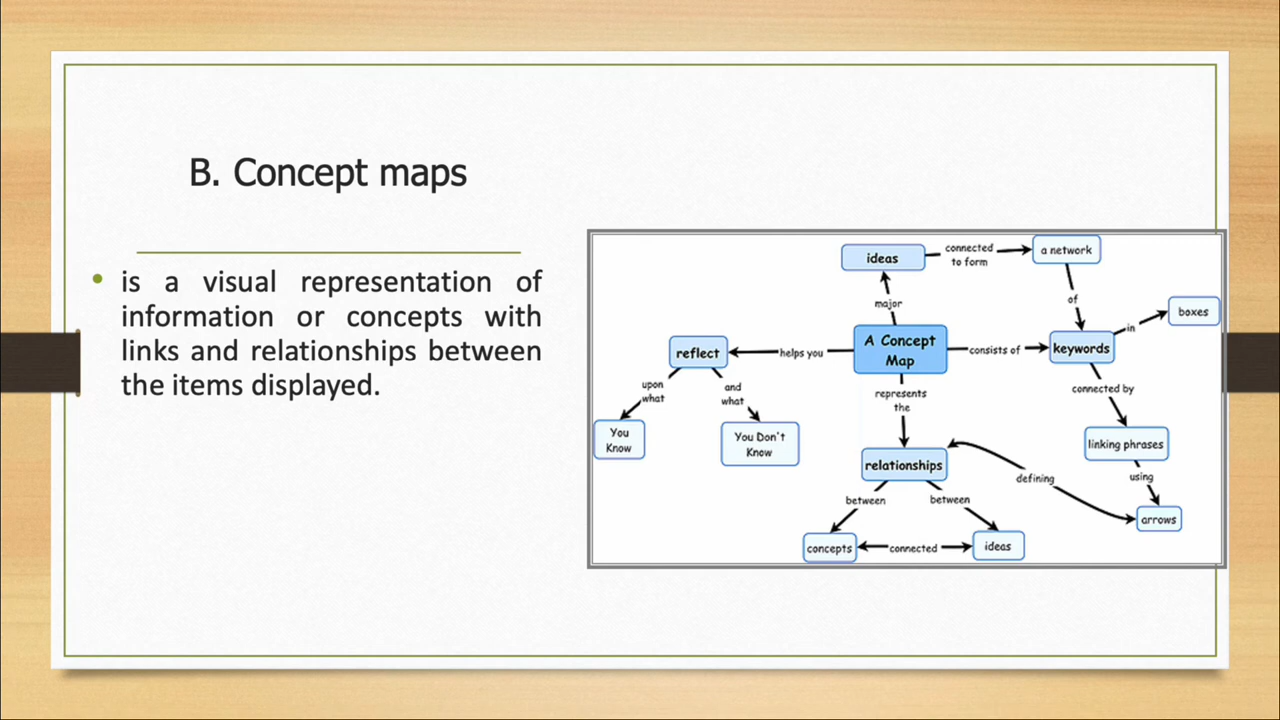 B. Concept maps
• is a visual representation of
information or concepts with
links and relationships between
the items displayed.
ideas
connected
to form
a network
major
of
boxes
in
A Concept
Map
consists of
keywords
helps you
reflect
upon
what
and
what
You
Know
You Don't
Know
represents
the
connected by
linking phrases
using
arrows
relationships
defining
between
between
concepts
connected
ideas